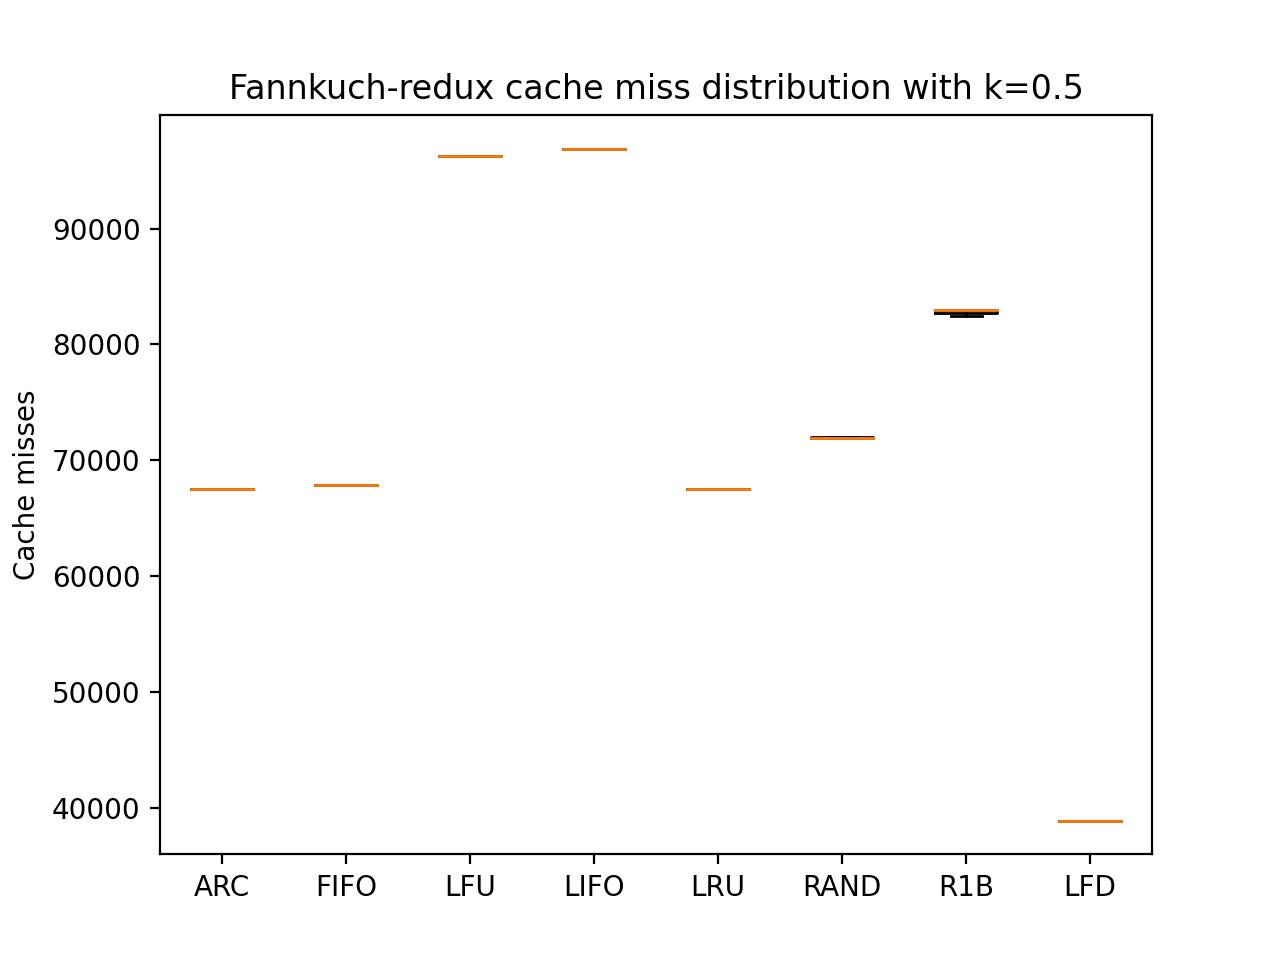 Fannkuch-redux cache miss distribution with k=0.5
90000
80000
70000
60000
50000
40000
Cache misses
ARC FIFO LFU LIFO LRU RAND R1B LFD